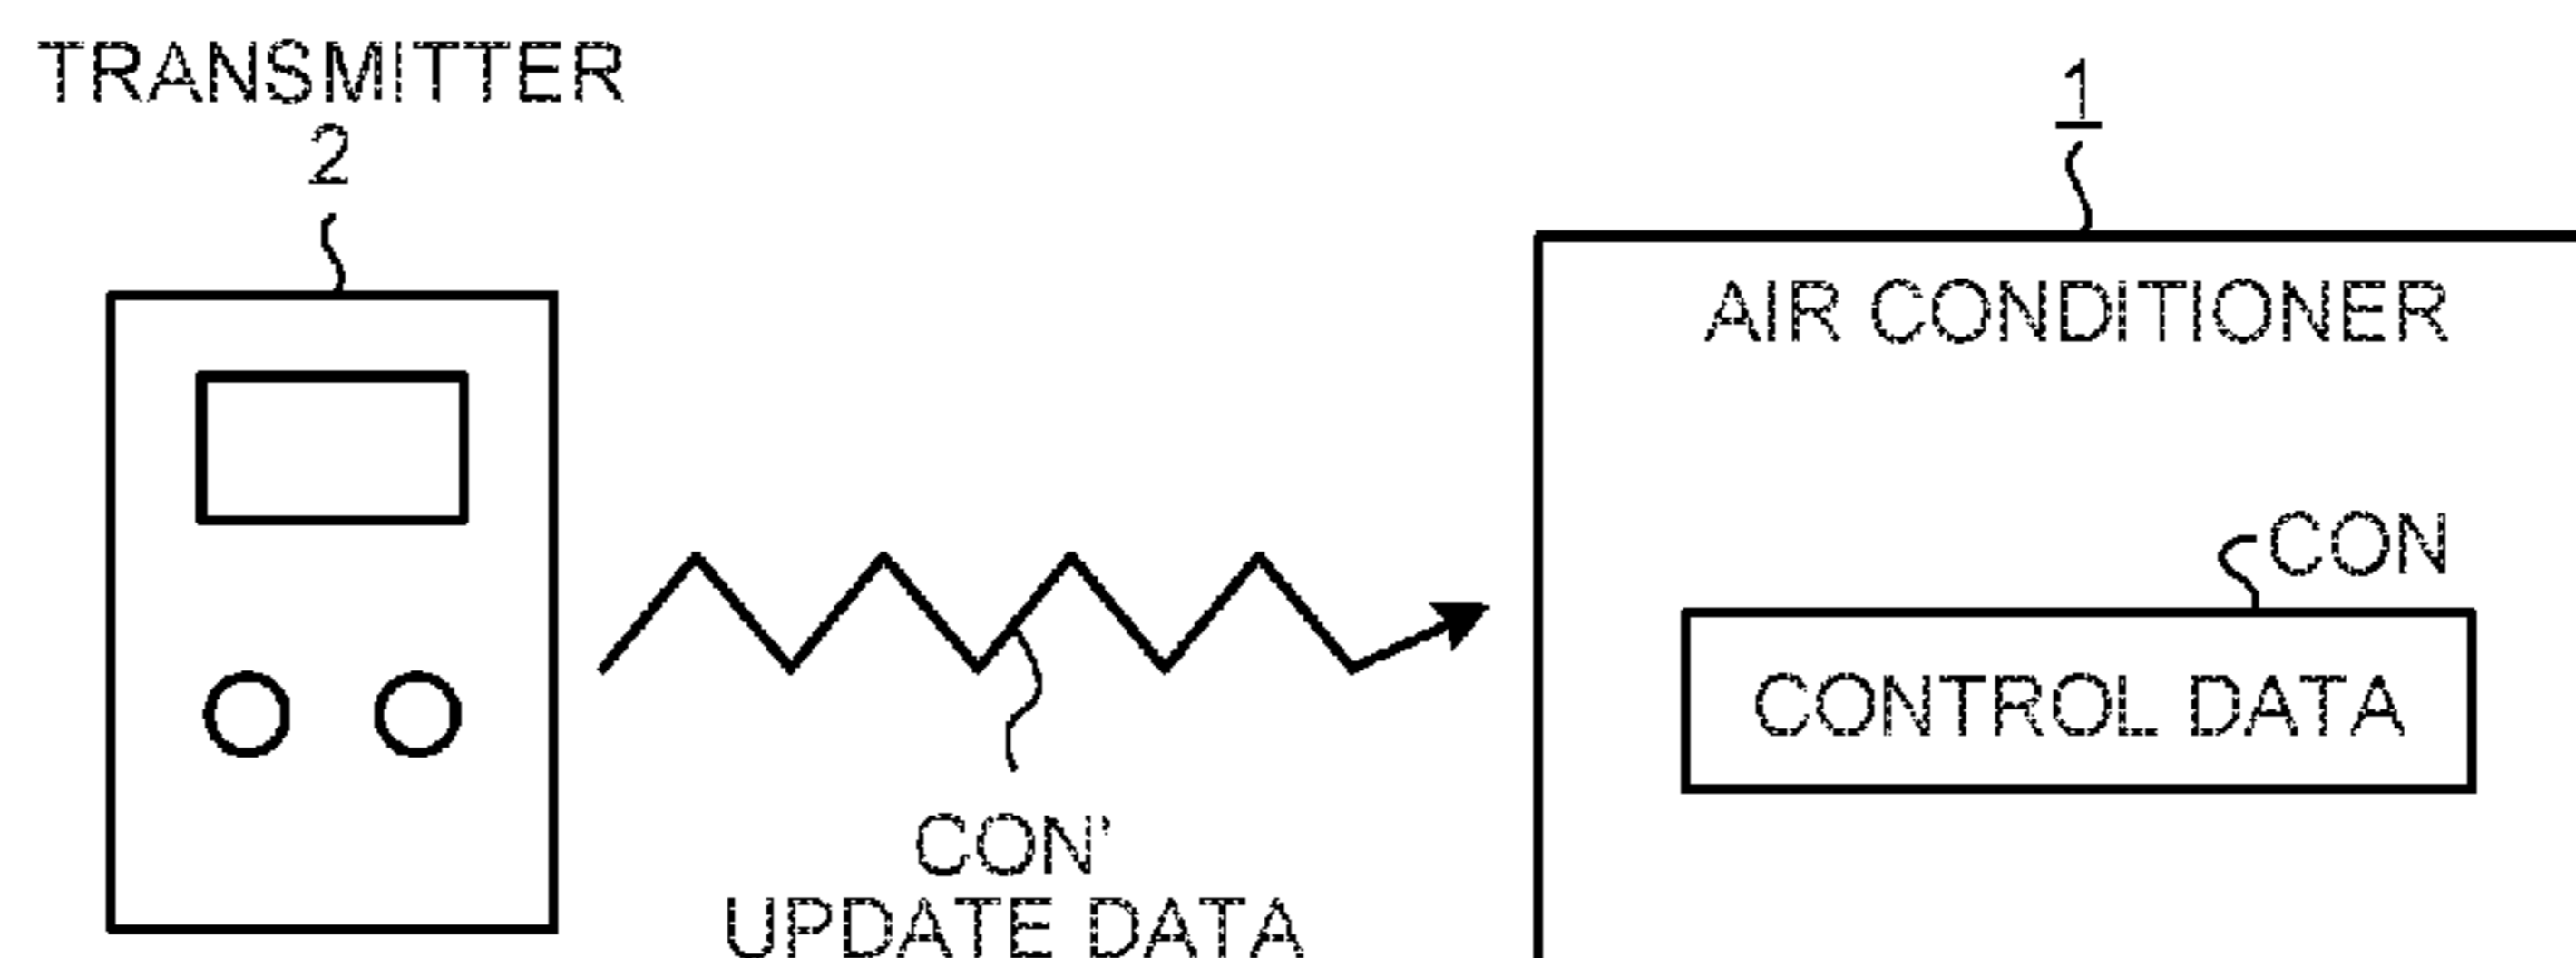 TRANSMITTER
2
1
AIR CONDITIONER
CON
CONTROL DATA
CON'
UPDATE DATA